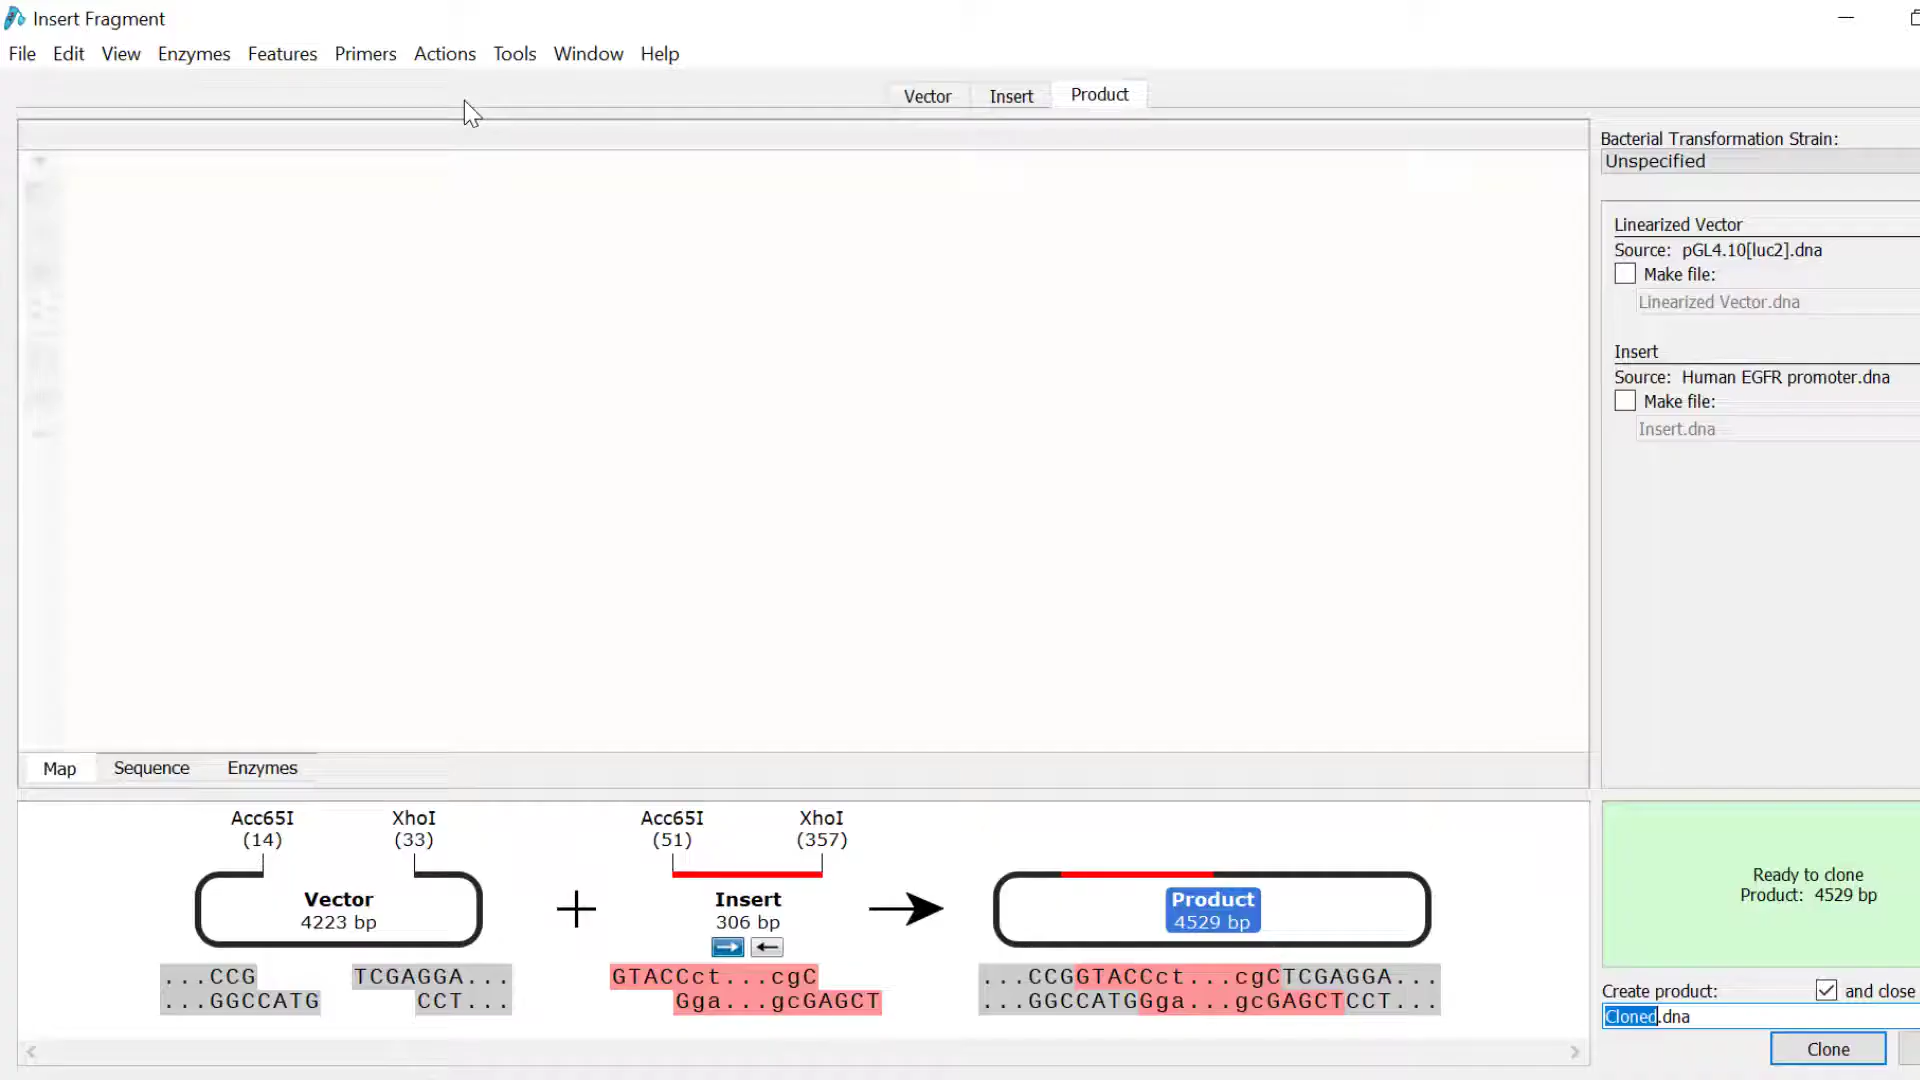 Insert Fragment
File Edit View Enzymes Features Primers Actions Tools Window Help
Vector Insert Product
Bacterial Transformation Strain:
Unspecified
Linearized Vector
Source: pGL4.10[luc2].dna
Make file:
Linearized Vector.dna
Insert
Source: Human EGFR promoter.dna
Make file:
Insert.dna
Map Sequence Enzymes
Acc65I XhoI Acc65I XhoI
(14) (33) (51) (357)
Vector Insert Product
4223 bp 306 bp 4529 bp
...CCG TCGAGGA... GTACCct...cgC ...CCGGTACCct...cgCTCGAGGA...
...GGCCATG CCT... Gga...gcGAGCT ...GGCCATGGga...gcGAGCTCCT...
Ready to clone
Product: 4529 bp
Create product: and close
Cloned.dna
Clone